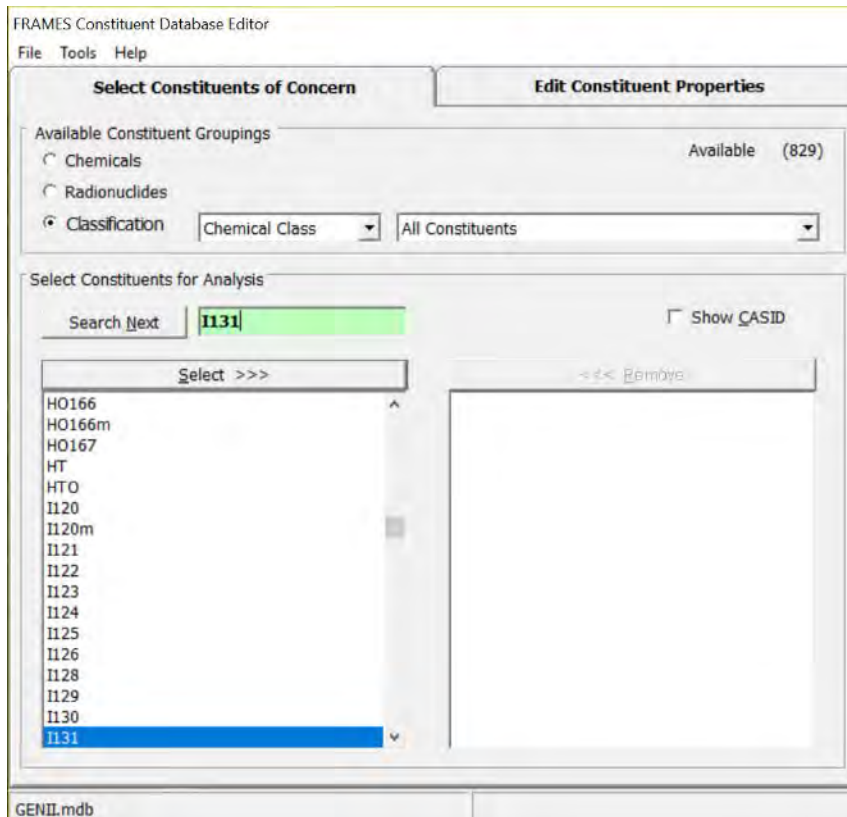 FRAMES Constituent Database Editor
File Tools Help
Select Constituents of Concern
Edit Constituent Properties
Available Constituent Groupings
Chemicals
Available (829)
Radionuclides
Classification
Chemical Class
All Constituents
Select Constituents for Analysis
Search Next
I131
Show CASID
Select >>>
<<< Remove
HO166
HO166m
HO167
HT
HTO
I120
I120m
I121
I122
I123
I124
I125
I126
I128
I129
I130
I131
GENII.mdb